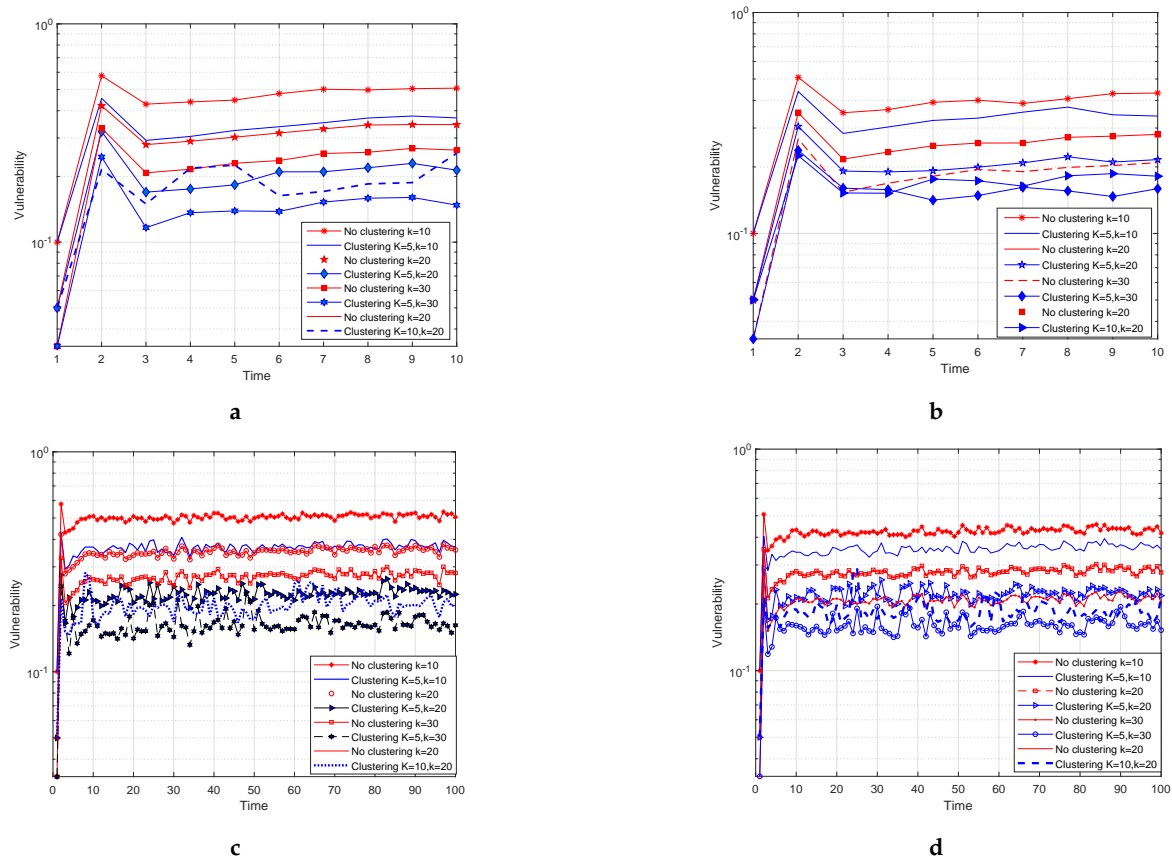 10^0
Vulnerability
10^-1
No clustering k=10
Clustering K=5,k=10
No clustering k=20
Clustering K=5,k=20
No clustering k=30
Clustering K=5,k=30
No clustering k=20
Clustering K=10,k=20
1 2 3 4 5 6 7 8 9 10
Time
a
10^0
Vulnerability
10^-1
No clustering k=10
Clustering K=5,k=10
No clustering k=20
Clustering K=5,k=20
No clustering k=30
Clustering K=5,k=30
No clustering k=20
Clustering K=10,k=20
1 2 3 4 5 6 7 8 9 10
Time
b
10^0
Vulnerability
10^-1
No clustering k=10
Clustering K=5,k=10
No clustering k=20
Clustering K=5,k=20
No clustering k=30
Clustering K=5,k=30
No clustering k=20
Clustering K=10,k=20
0 10 20 30 40 50 60 70 80 90 100
Time
c
10^0
Vulnerability
10^-1
No clustering k=10
Clustering K=5,k=10
No clustering k=20
Clustering K=5,k=20
No clustering k=30
Clustering K=5,k=30
No clustering k=20
Clustering K=10,k=20
0 10 20 30 40 50 60 70 80 90 100
Time
d